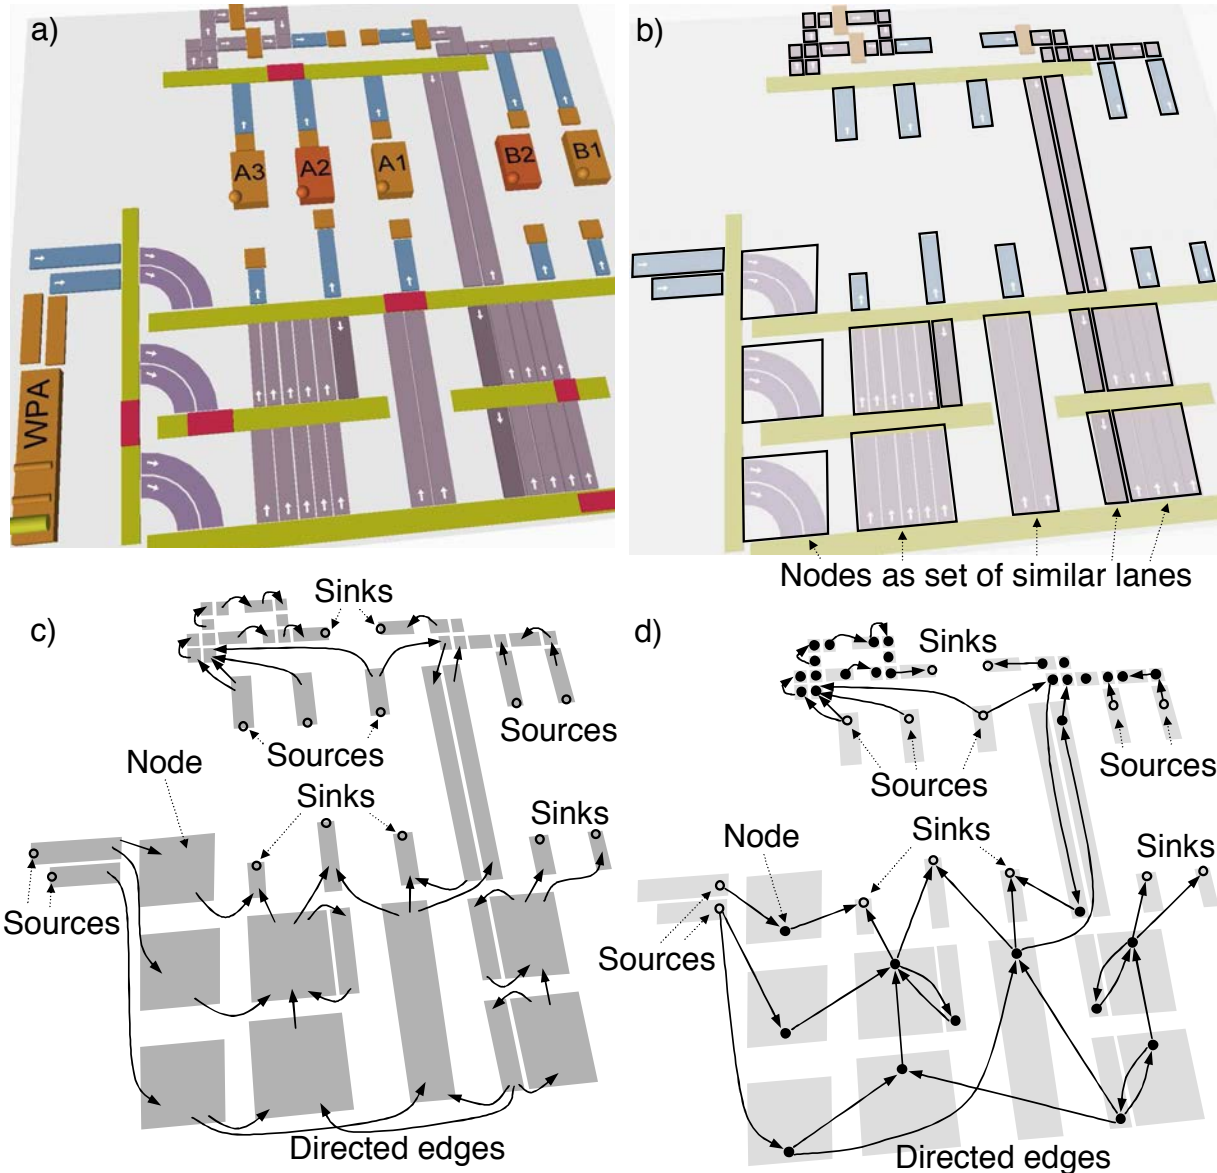 a)
A3
A2
A1
B2
B1
WPA
b)
Nodes as set of similar lanes
c)
Sinks
Sources
Sources
Node
Sinks
Sinks
Sources
Directed edges
d)
Sinks
Sources
Sources
Node
Sinks
Sinks
Sources
Directed edges